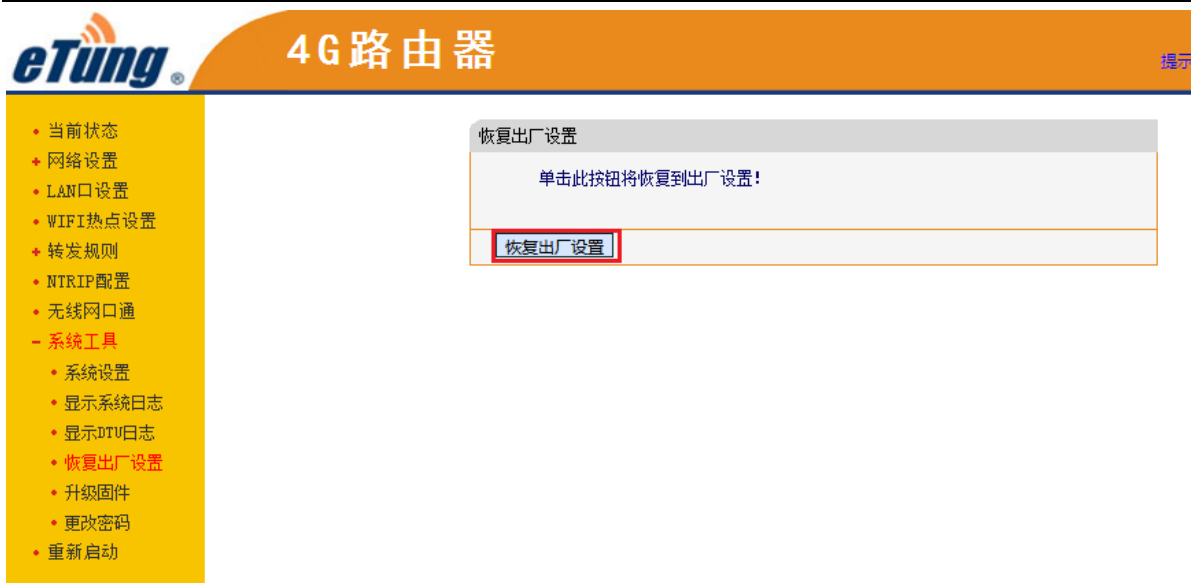 eTung®
4G路由器
提示
当前状态
网络设置
LAN口设置
WIFI热点设置
转发规则
NTRIP配置
无线网口通
系统工具
系统设置
显示系统日志
显示DTU日志
恢复出厂设置
升级固件
更改密码
重新启动
恢复出厂设置
单击此按钮将恢复到出厂设置!
恢复出厂设置